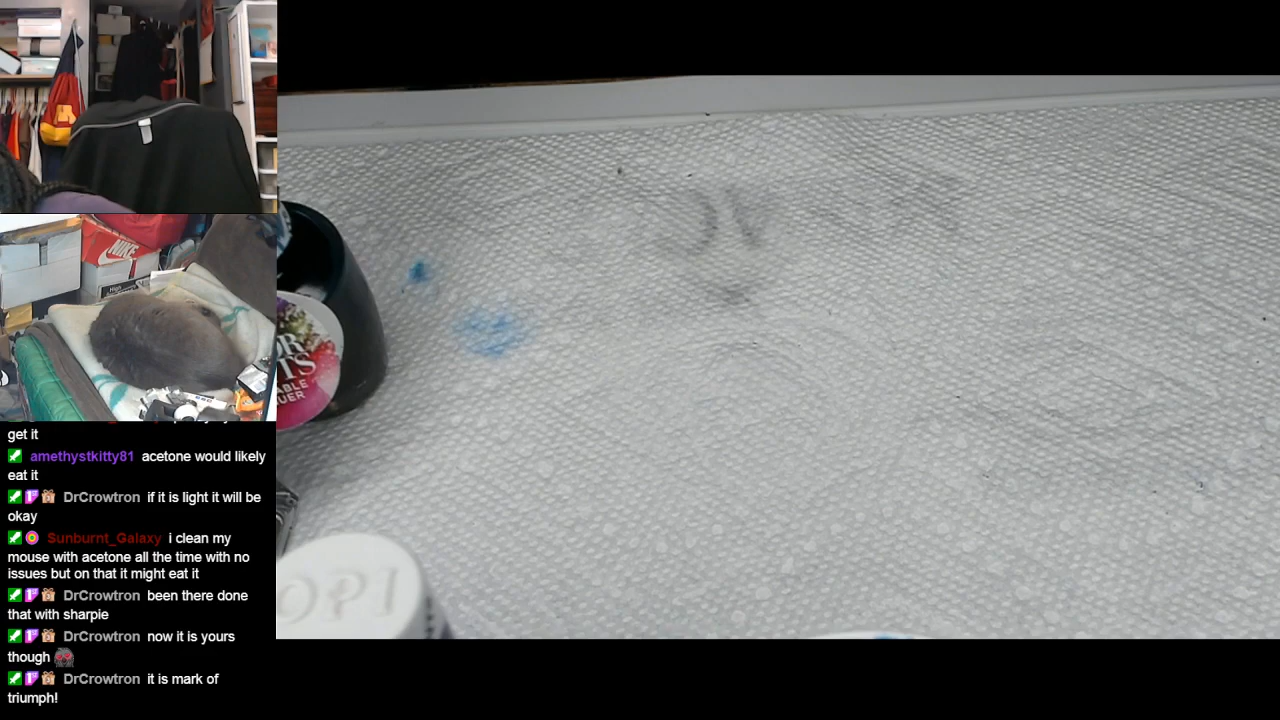 NIKE
OPI
get it
amethystkitty81 acetone would likely
eat it
DrCrowtron if it is light it will be
okay
Sunburnt_Galaxy i clean my
mouse with acetone all the time with no
issues but on that it might eat it
DrCrowtron been there done
that with sharpie
DrCrowtron now it is yours
though
DrCrowtron it is mark of
triumph!